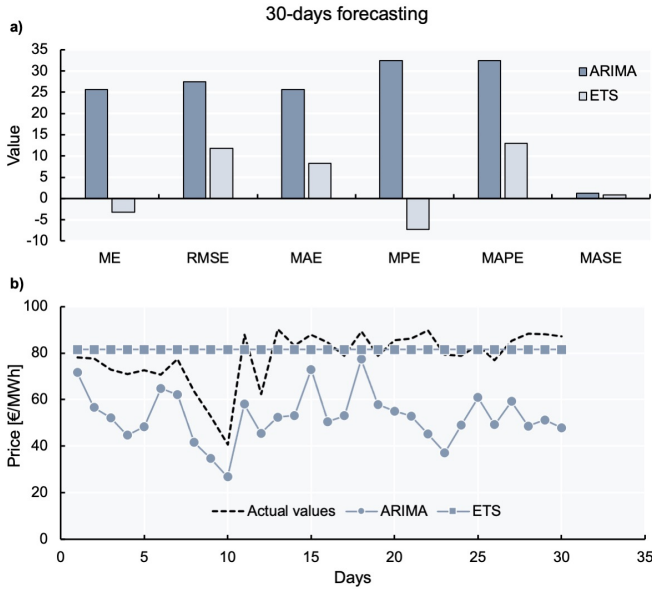 30-days forecasting
a)
35
30
25
20
15
10
5
0
-5
-10
Value
ARIMA
ETS
ME RMSE MAE MPE MAPE MASE
b)
100
80
60
40
20
0
Price [€/MWh]
Actual values ARIMA ETS
0 5 10 15 20 25 30 35
Days